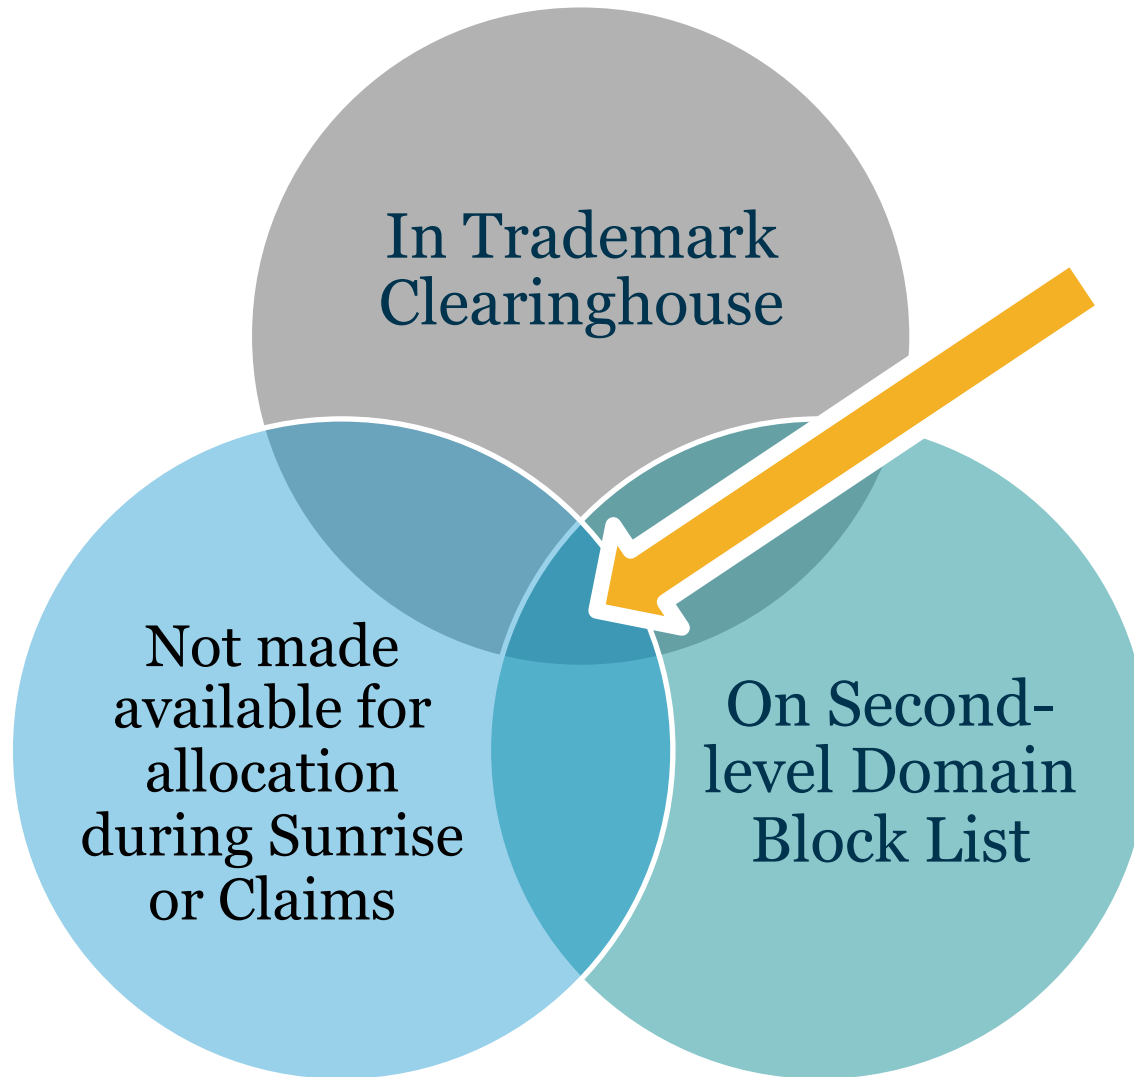 In Trademark
Clearinghouse
Not made
available for
allocation
during Sunrise
or Claims
On Second-
level Domain
Block List